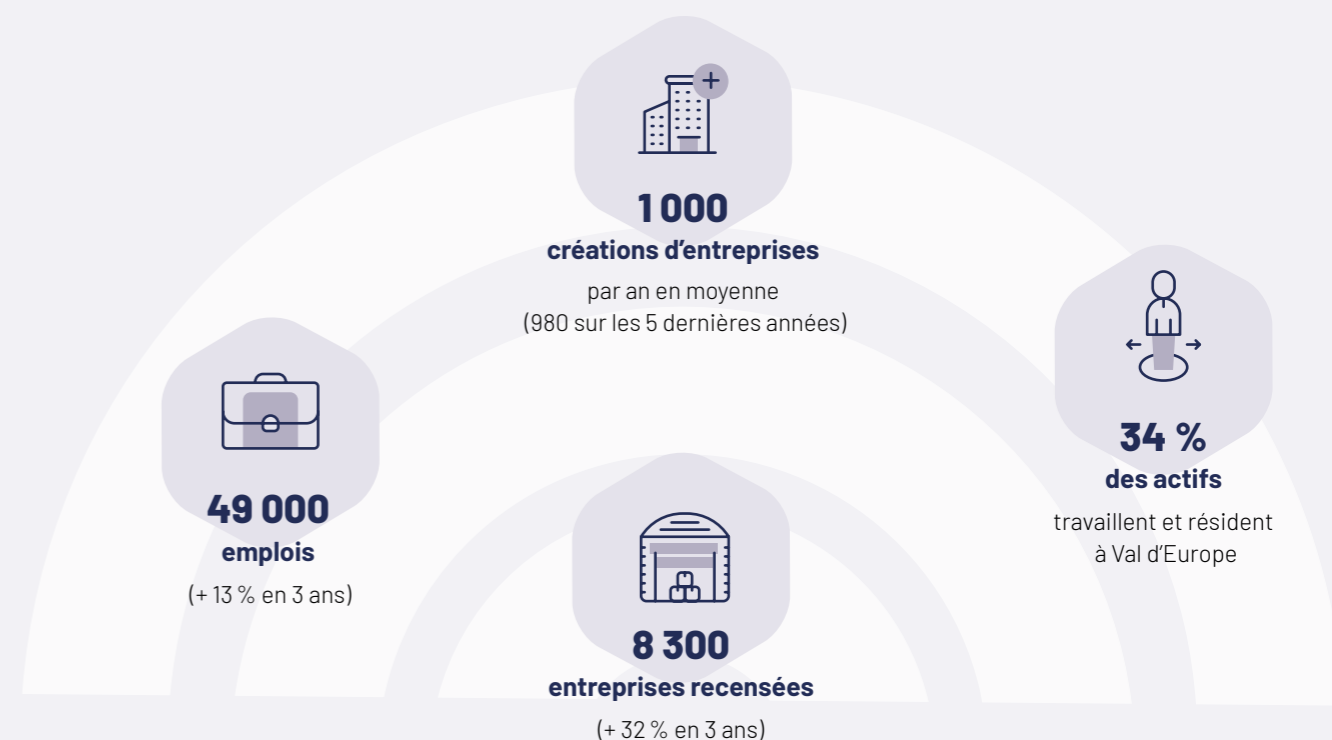 1 000
créations d’entreprises
par an en moyenne
(980 sur les 5 dernières années)
34 %
des actifs
travaillent et résident
à Val d’Europe
49 000
emplois
(+ 13 % en 3 ans)
8 300
entreprises recensées
(+ 32 % en 3 ans)